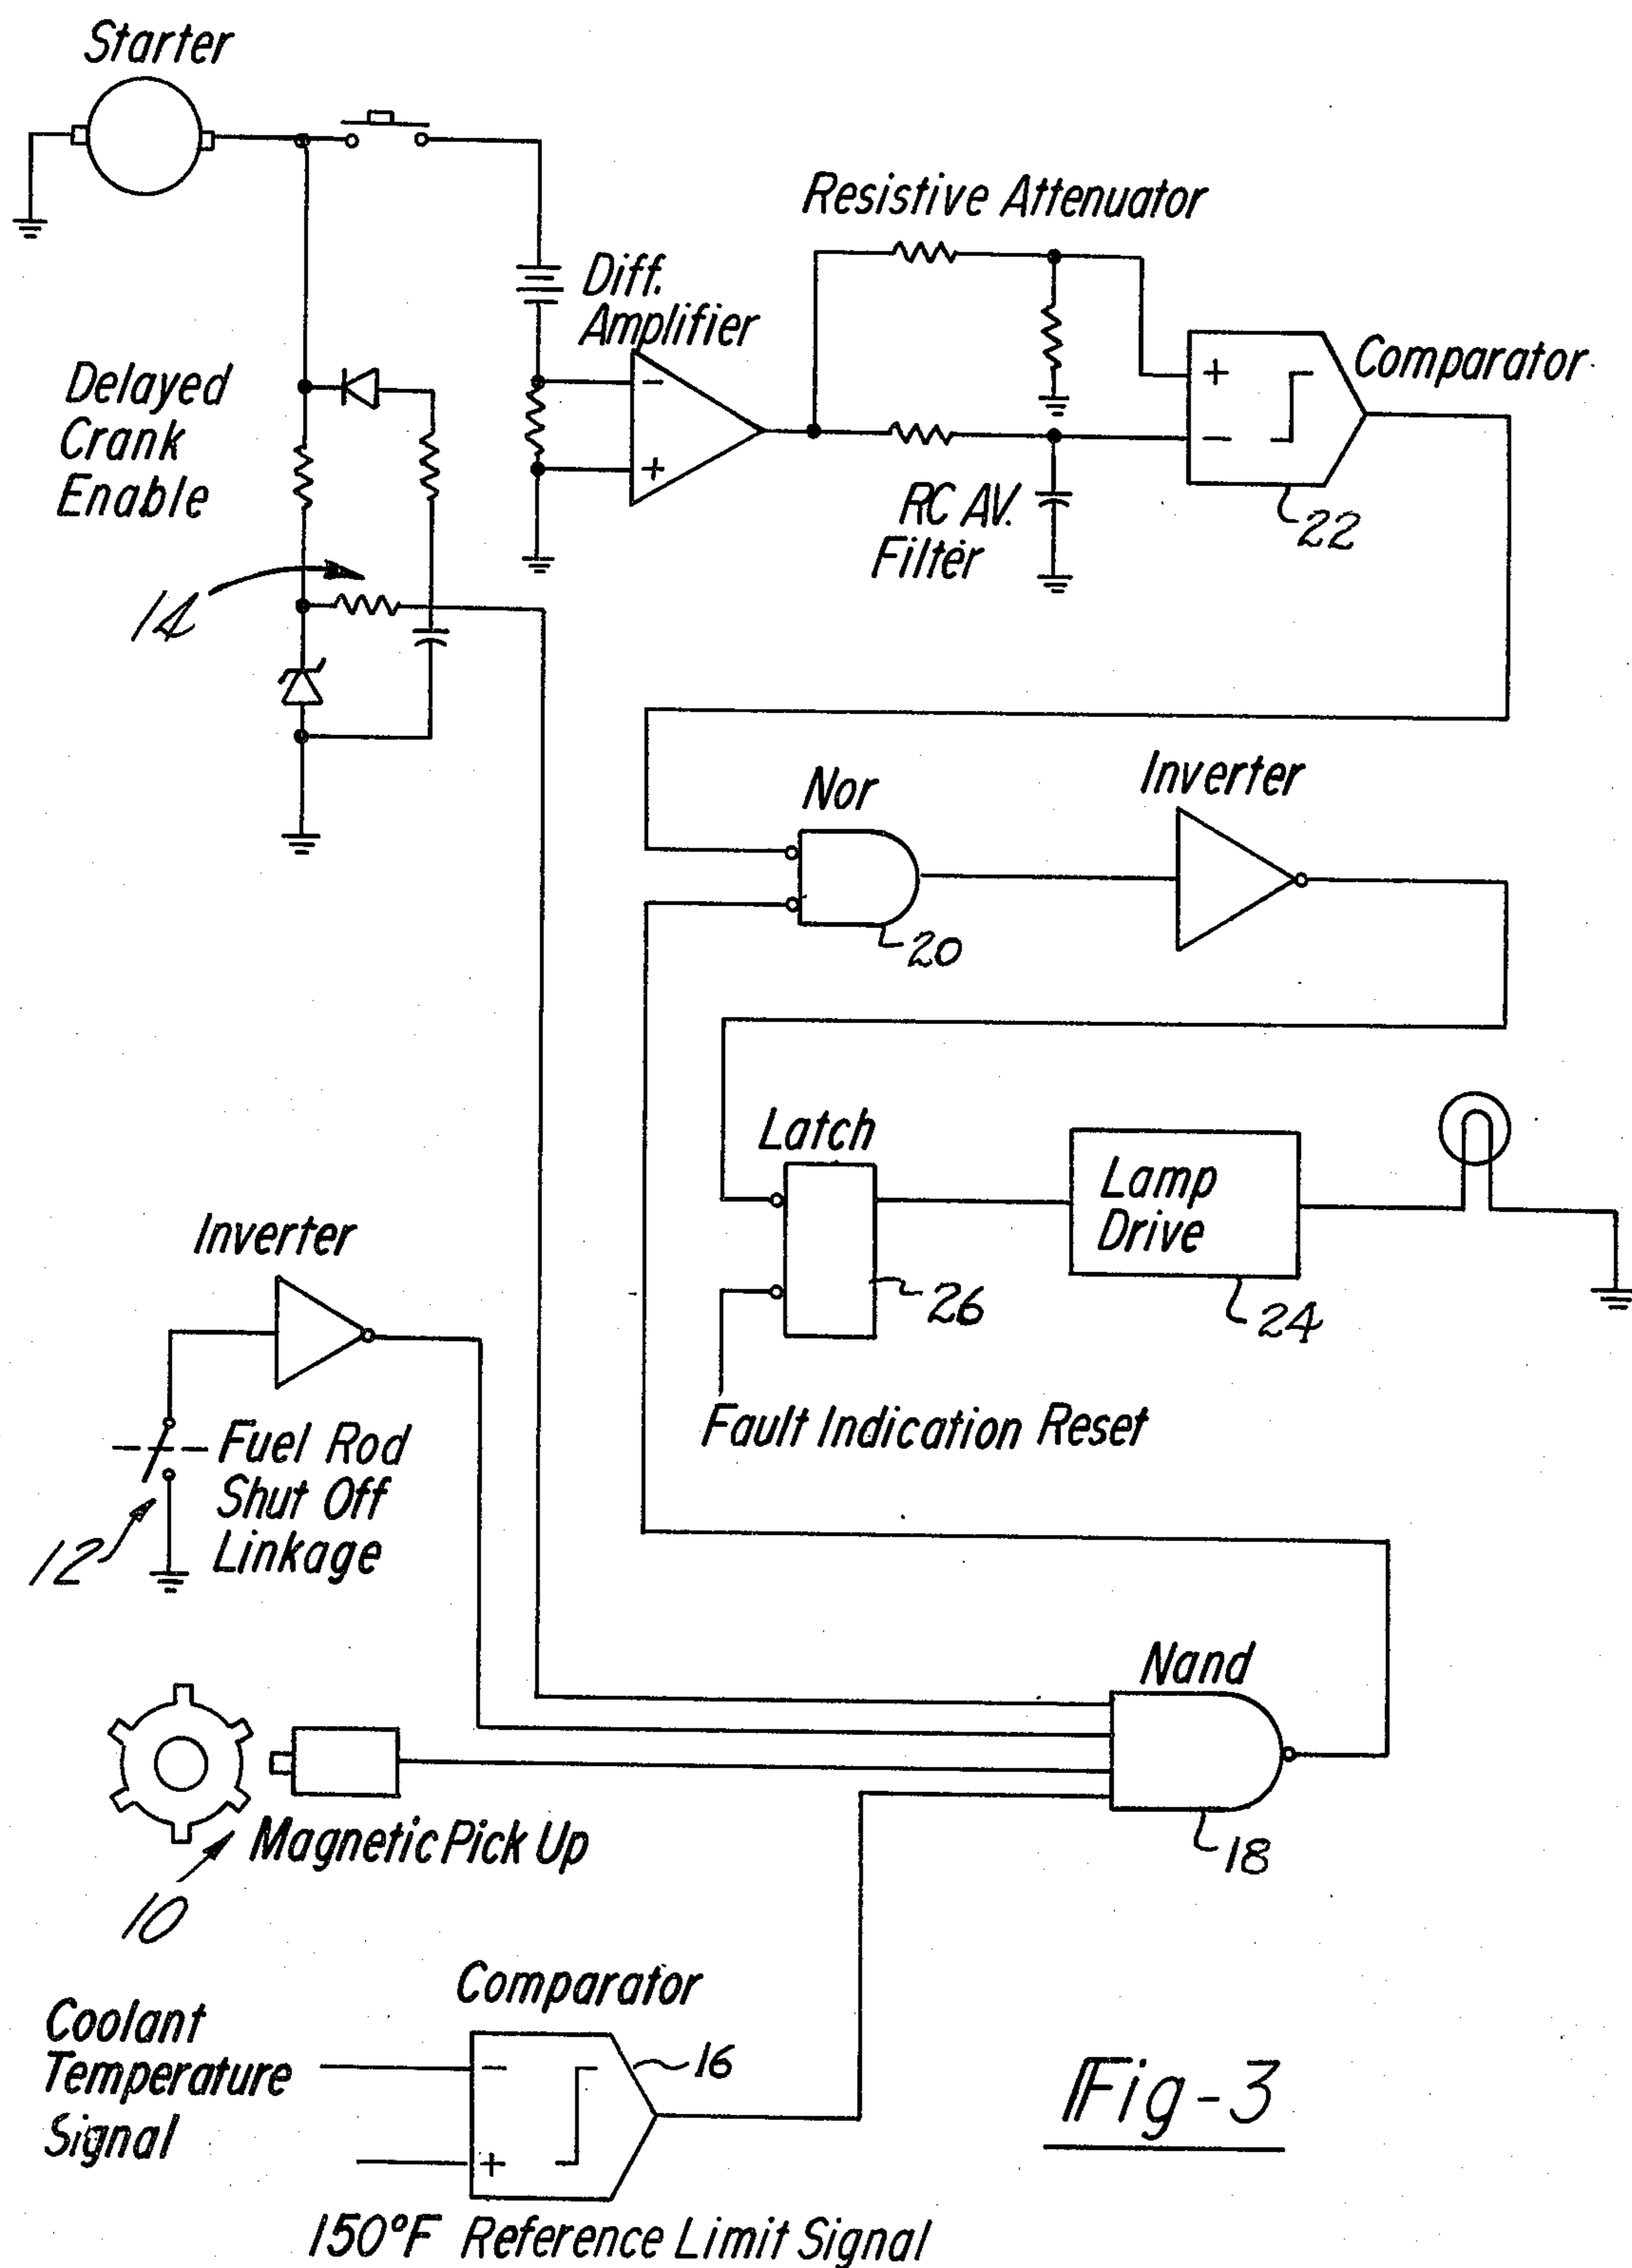 Starter
Resistive Attenuator
Diff.
Amplifier
Comparator
Delayed
Crank
Enable
22
RC AV.
Filter
14
Nor
Inverter
20
Latch
Lamp
Drive
Inverter
26
24
Fault Indication Reset
Fuel Rod
Shut Off
Linkage
12
Nand
Magnetic Pick Up
18
10
Comparator
Coolant
Temperature
Signal
16
Fig-3
150°F Reference Limit Signal